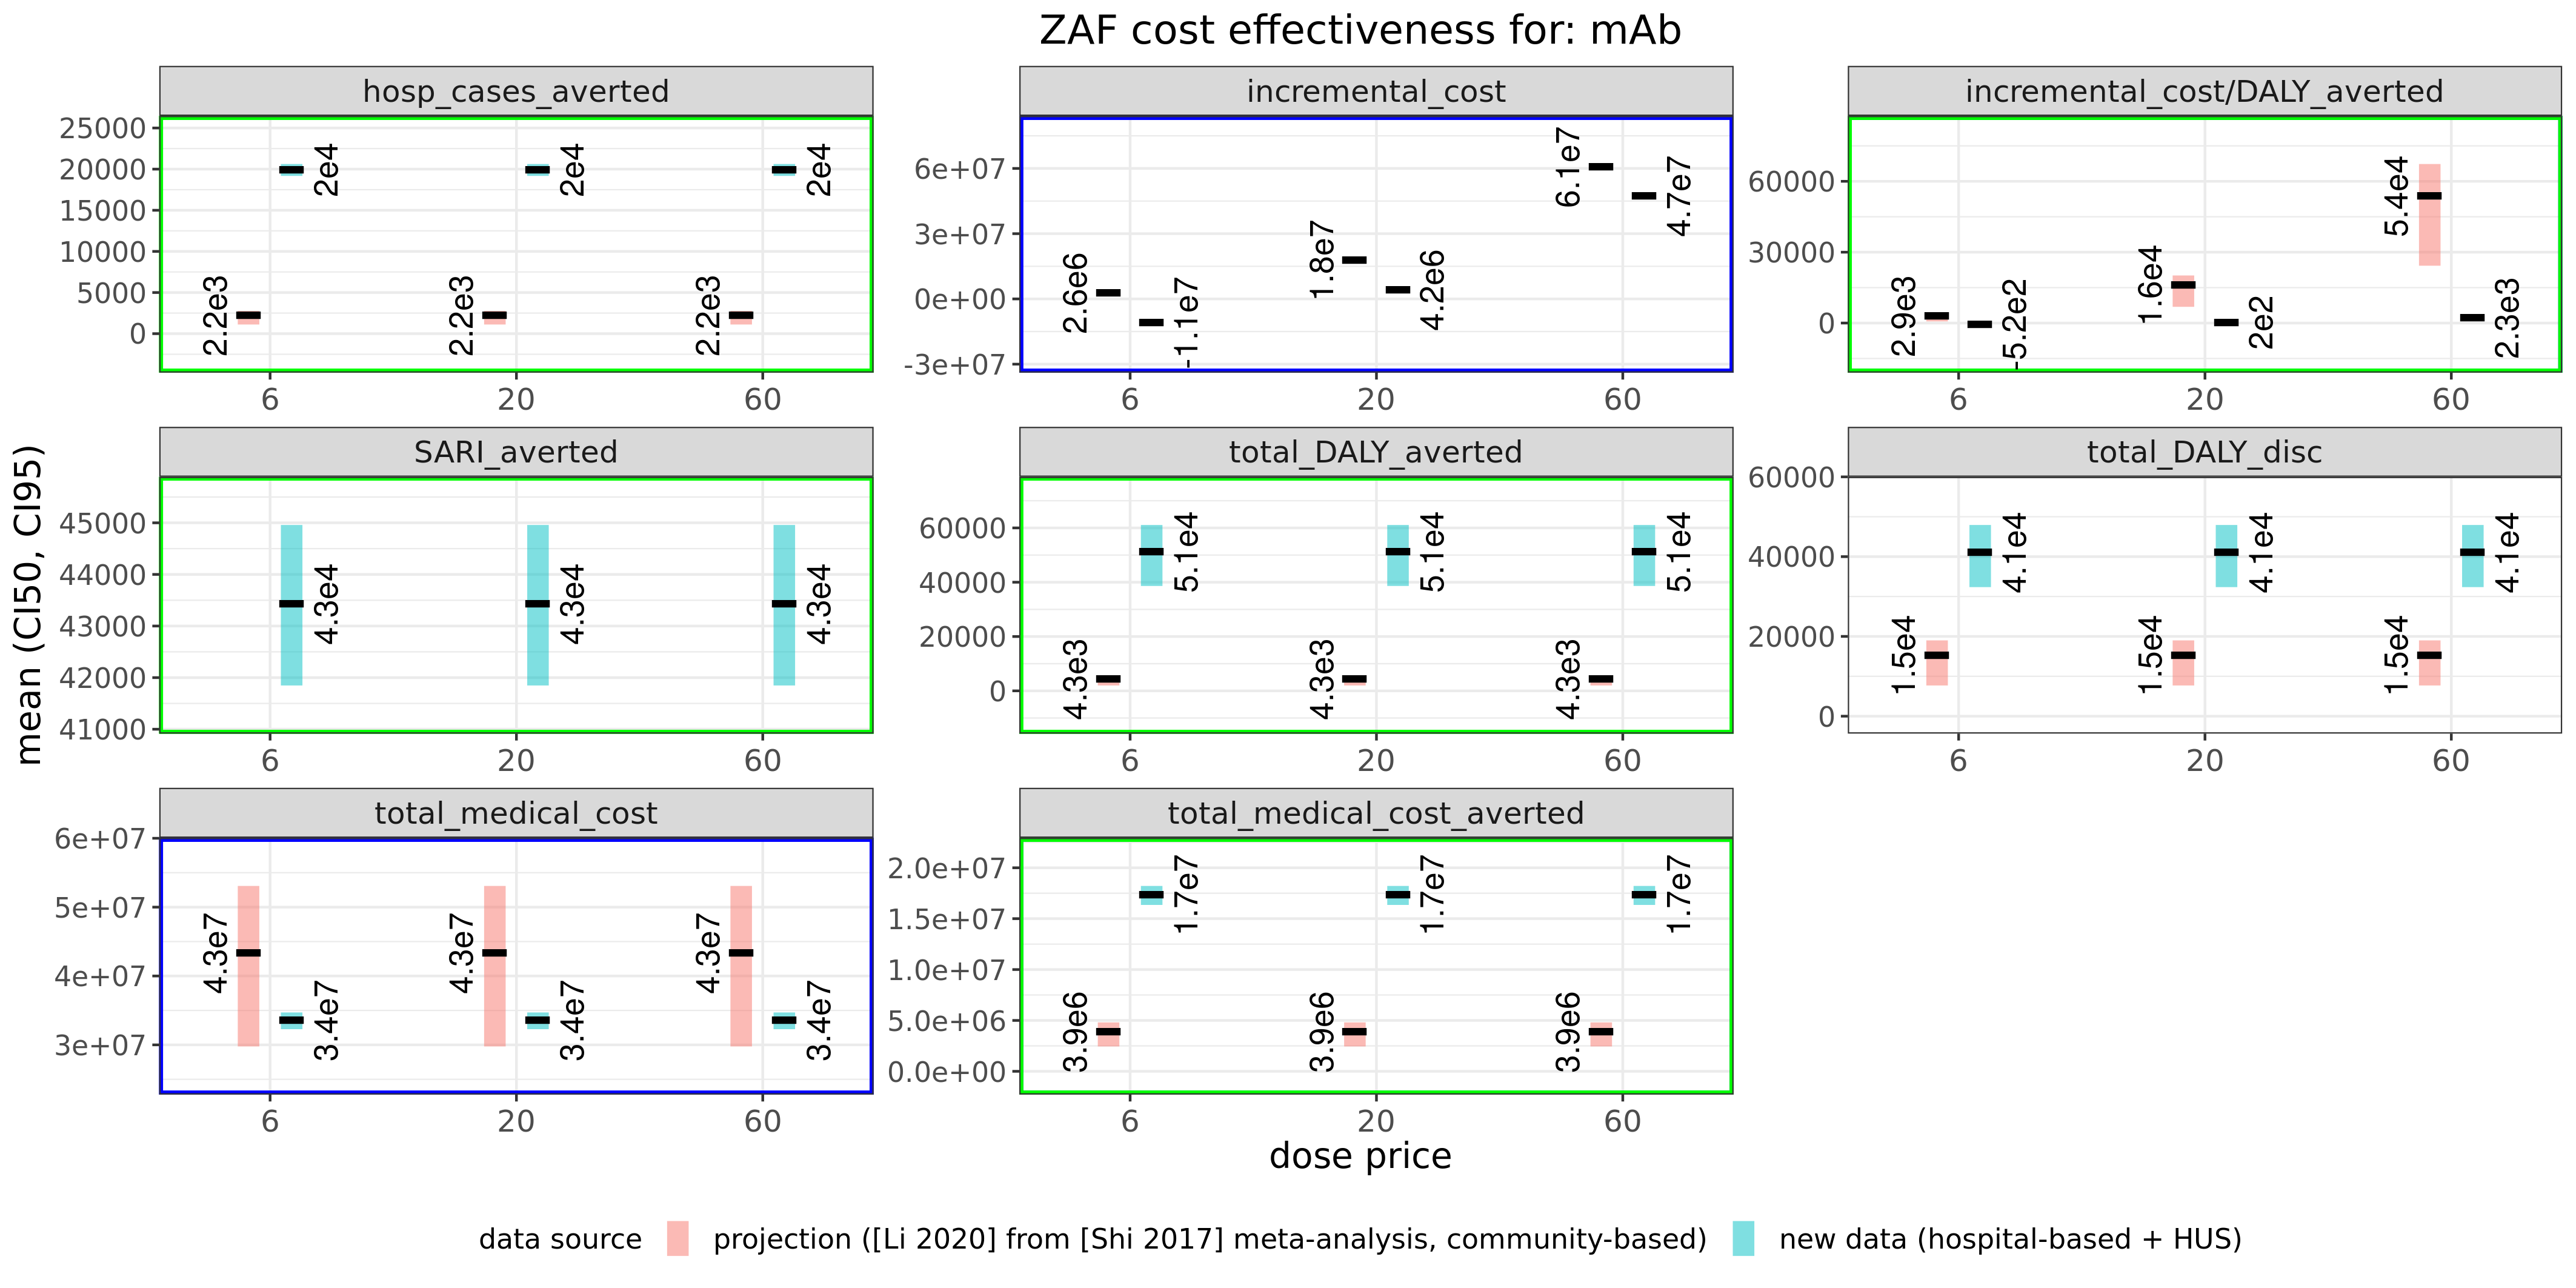 ZAF cost effectiveness for: mAb
mean (CI50, CI95)
hosp_cases_averted
25000
20000
15000
10000
5000
0
2.2e3
2e4
2.2e3
2e4
2.2e3
2e4
6
20
60
incremental_cost
6e+07
3e+07
0e+00
-3e+07
2.6e6
-1.1e7
1.8e7
4.2e6
6.1e7
4.7e7
6
20
60
incremental_cost/DALY_averted
60000
30000
0
2.9e3
-5.2e2
1.6e4
2e2
5.4e4
2.3e3
6
20
60
SARI_averted
45000
44000
43000
42000
41000
4.3e4
4.3e4
4.3e4
6
20
60
total_DALY_averted
60000
40000
20000
0
4.3e3
5.1e4
4.3e3
5.1e4
4.3e3
5.1e4
6
20
60
total_DALY_disc
60000
40000
20000
0
1.5e4
4.1e4
1.5e4
4.1e4
1.5e4
4.1e4
6
20
60
total_medical_cost
6e+07
5e+07
4e+07
3e+07
4.3e7
3.4e7
4.3e7
3.4e7
4.3e7
3.4e7
6
20
60
total_medical_cost_averted
2.0e+07
1.5e+07
1.0e+07
5.0e+06
0.0e+00
3.9e6
1.7e7
3.9e6
1.7e7
3.9e6
1.7e7
6
20
60
dose price
data source
projection ([Li 2020] from [Shi 2017] meta-analysis, community-based)
new data (hospital-based + HUS)